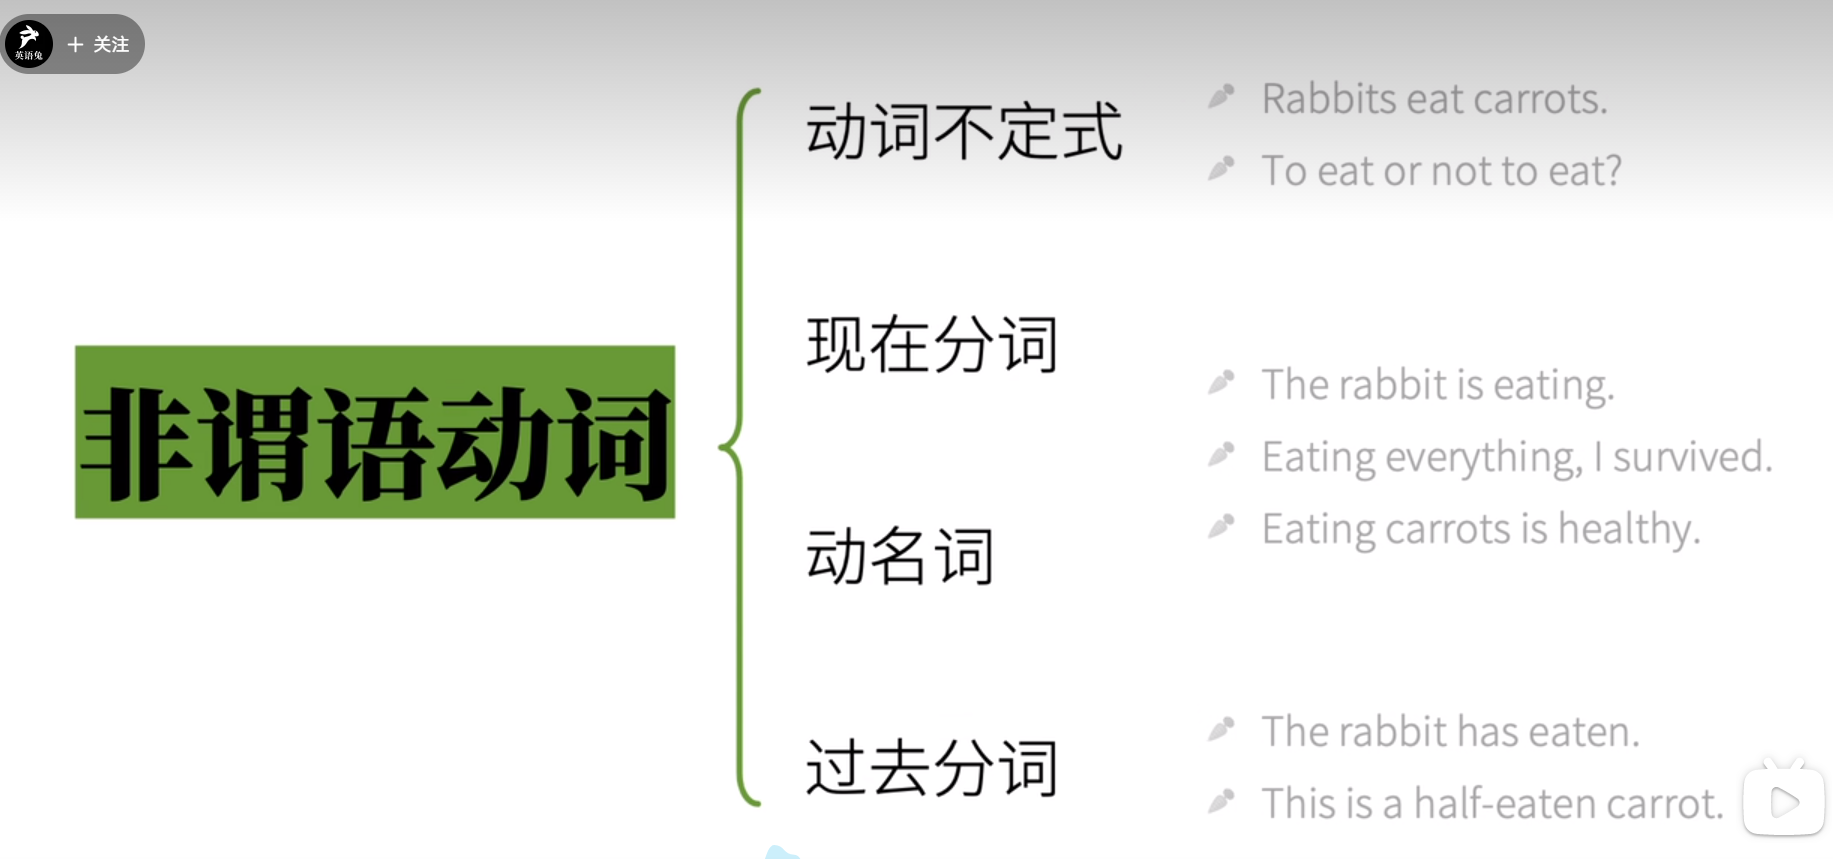 英语兔
+ 关注
非谓语动词
动词不定式
Rabbits eat carrots.
To eat or not to eat?
现在分词
The rabbit is eating.
Eating everything, I survived.
Eating carrots is healthy.
动名词
过去分词
The rabbit has eaten.
This is a half-eaten carrot.